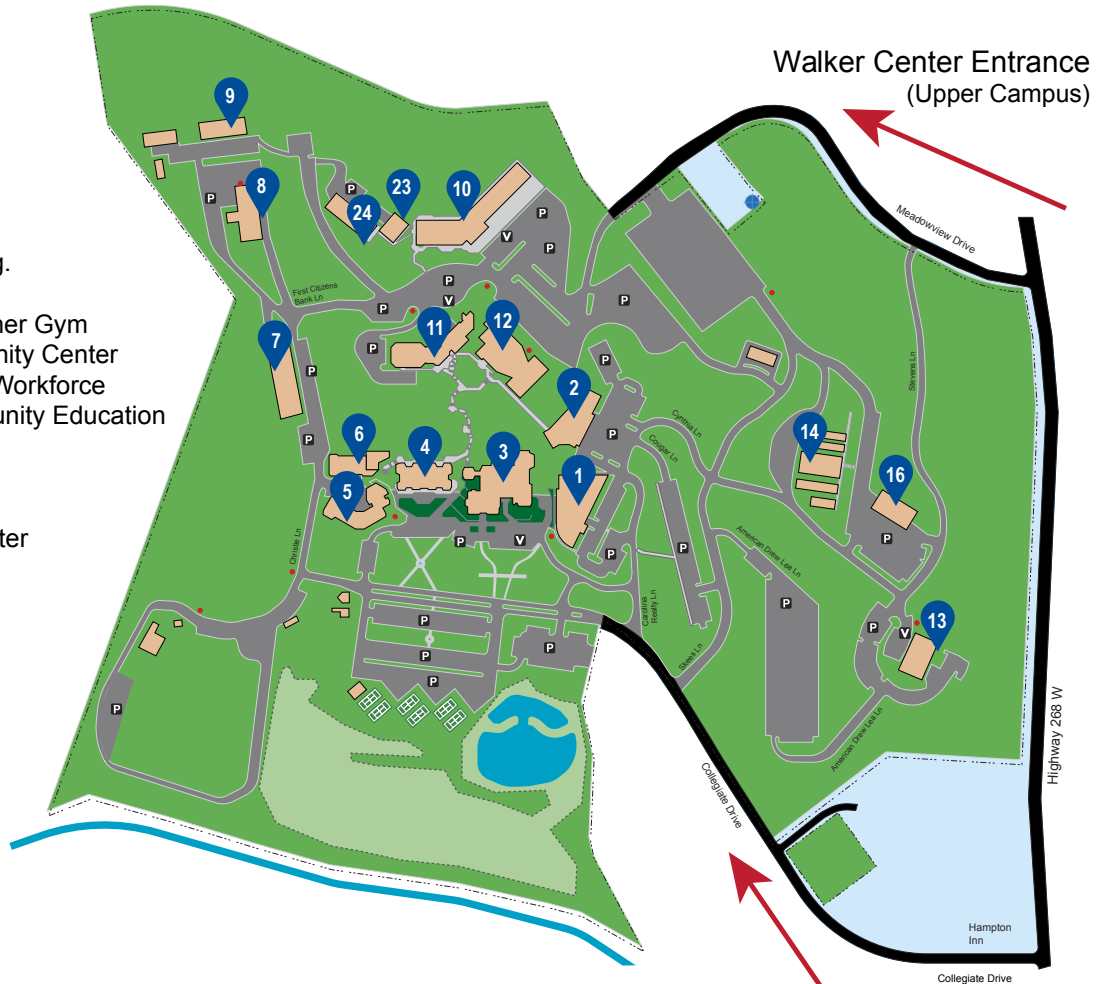 Walker Center Entrance
(Upper Campus)
9
8
23
10
24
P
P
P
V
P
Meadowview Drive
g.
First Citizens
Bank Ln
P
P
V
P
ner Gym
nity Center
Workforce
unity Education
7
11
12
P
P
P
2
Stevens Ln
Cynthia Ln
Cougar Ln
P
P
6
4
3
14
1
5
16
ter
Christie Ln
P
V
P
P
P
American Drew Lea Ln
Carolina
Realty Ln
P
P
P
V
13
P
P
P
Skees Ln
P
American Drew Lea Ln
Highway 268 W
Collegiate Drive
Hampton
Inn
Collegiate Drive